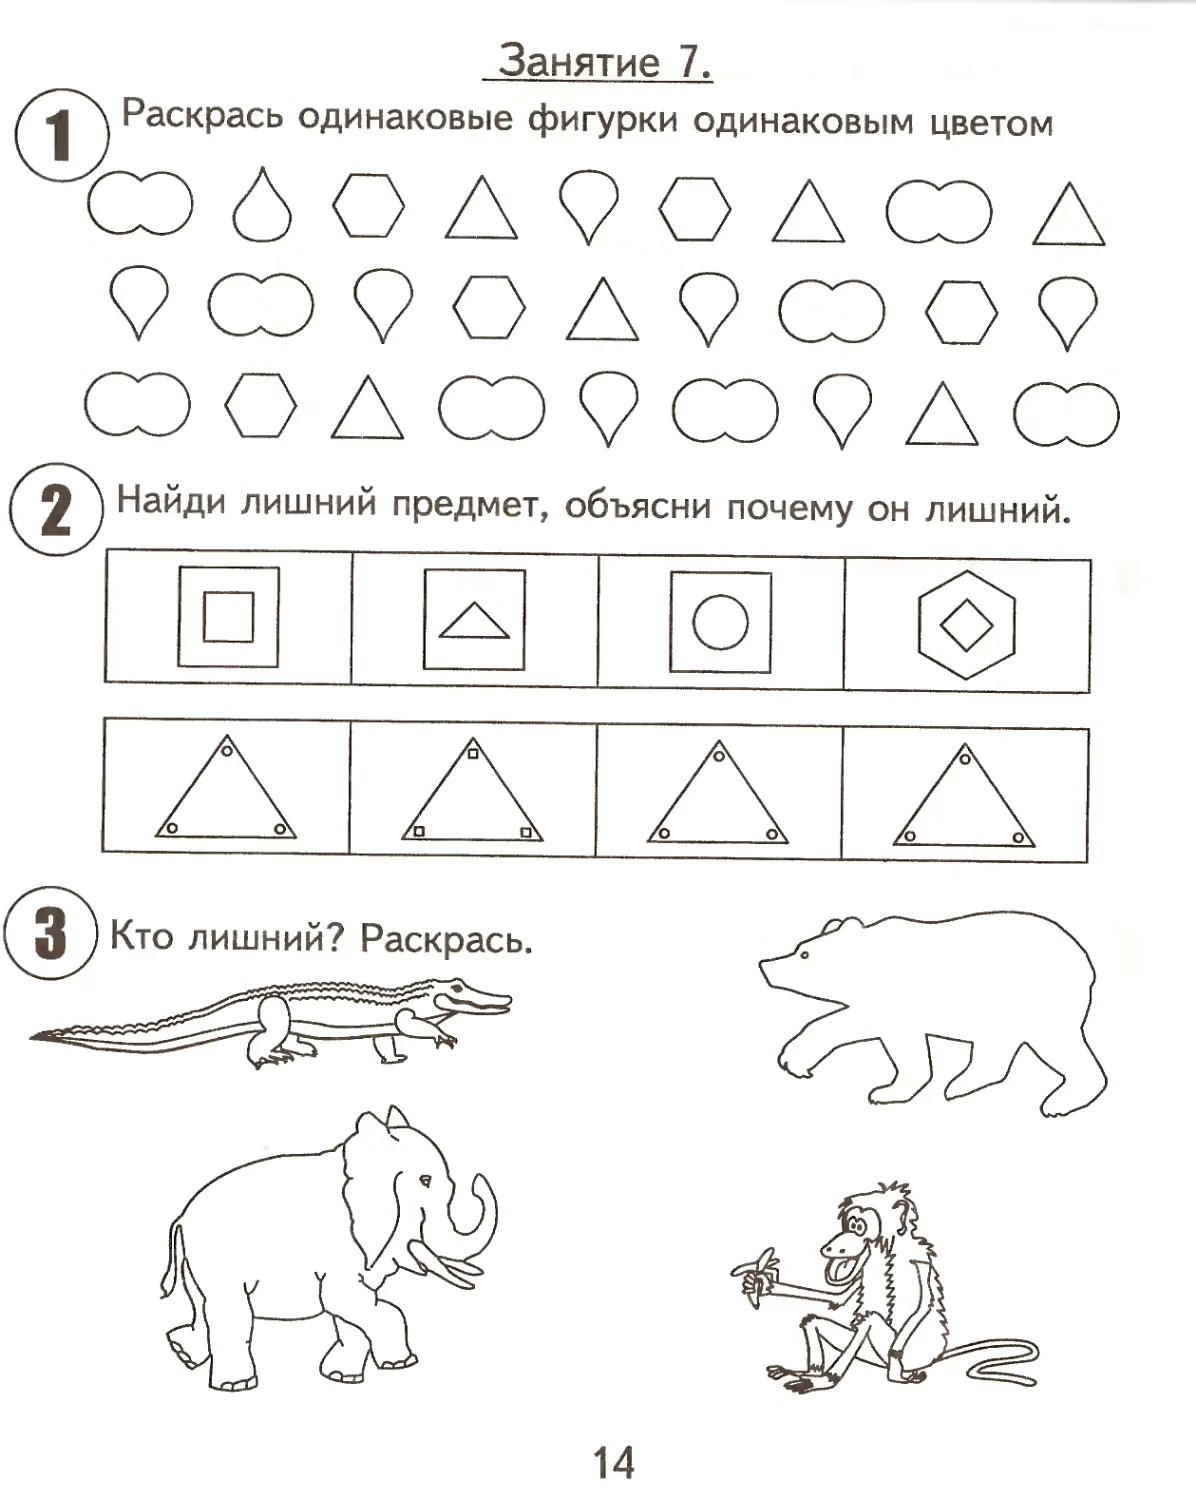 Занятие 7.
1
Раскрась одинаковые фигурки одинаковым цветом
2
Найди лишний предмет, объясни почему он лишний.
3
Кто лишний? Раскрась.
14